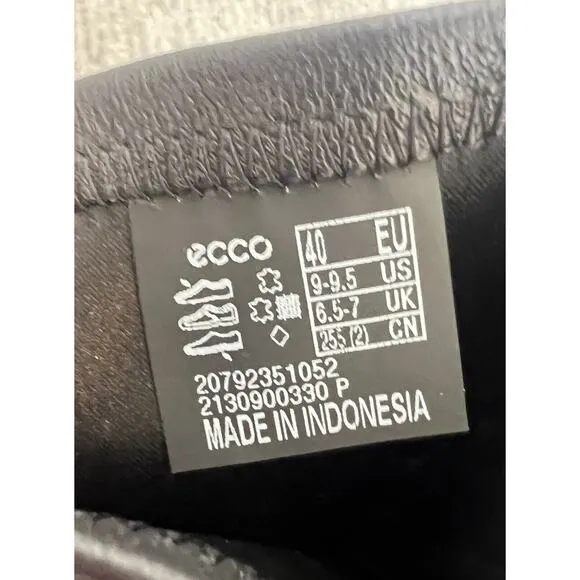 ecco
40 EU
9-9.5 US
6.5-7 UK
255 (2) CN
20792351052
2130900330 P
MADE IN INDONESIA